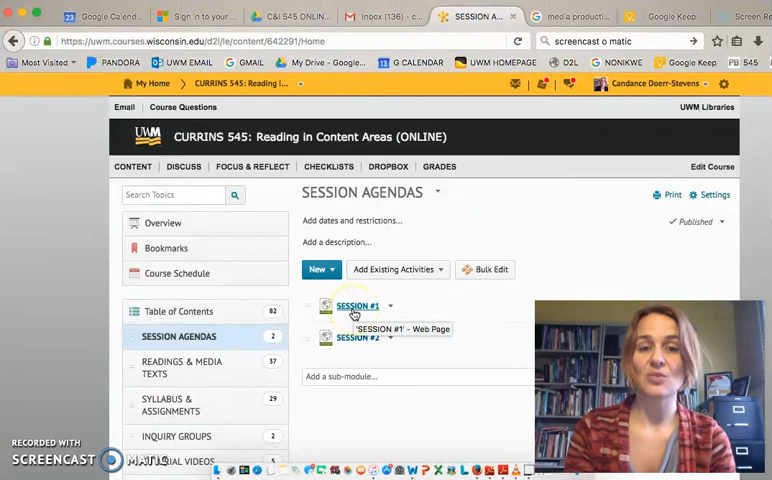 Google Calend...
Sign in to your ...
C&I 545 ONLIN...
Inbox (136) - c...
SESSION A...
media producti...
Google Keep
Screen Re
https://uwm.courses.wisconsin.edu/d2l/le/content/642291/Home
screencast o matic
Most Visited
PANDORA
UWM
GMAIL
My Drive - Googl...
G CALENDAR
UWM HOMEPAGE
D2L
NONIKWE
Google Keep
PB 545
My Home
CURRINS 545: Reading i...
Candance Doerr-Stevens
Email
Course Questions
UWM Libraries
UWM
CURRINS 545: Reading in Content Areas (ONLINE)
CONTENT
DISCUSS
FOCUS & REFLECT
CHECKLISTS
DROPBOX
GRADES
Edit Course
Search Topics
SESSION AGENDAS
Print
Settings
Overview
Add dates and restrictions...
Published
Bookmarks
Add a description...
Course Schedule
New
Add Existing Activities
Bulk Edit
Table of Contents
82
SESSION #1
SESSION AGENDAS
2
'SESSION #1' - Web Page
SESSION #2
READINGS & MEDIA
TEXTS
37
Add a sub-module...
SYLLABUS &
ASSIGNMENTS
29
INQUIRY GROUPS
2
RECORDED WITH
SCREENCAST
MATIC
VIDEOS